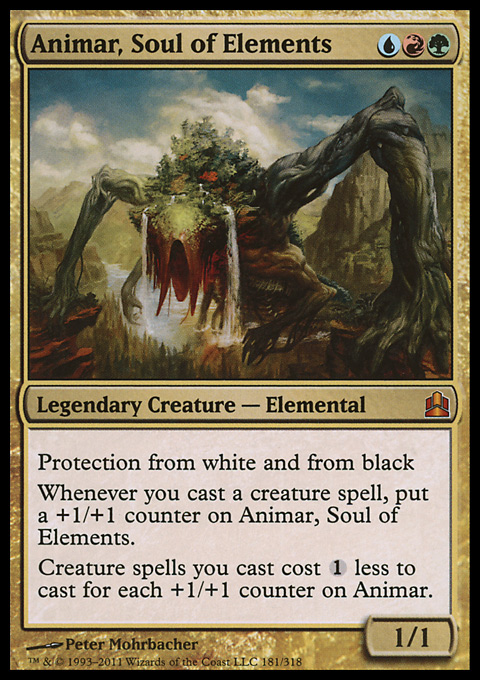 Animar, Soul of Elements
Legendary Creature — Elemental
Protection from white and from black
Whenever you cast a creature spell, put
a +1/+1 counter on Animar, Soul of
Elements.
Creature spells you cast cost 1 less to
cast for each +1/+1 counter on Animar.
1/1
Peter Mohrbacher
™ & © 1993–2011 Wizards of the Coast LLC 181/318